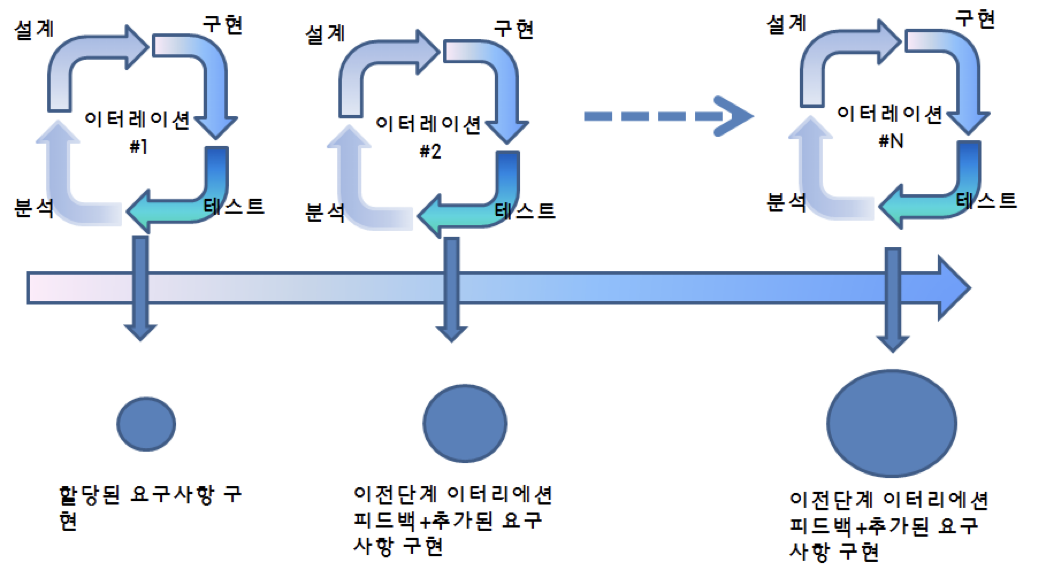 설계
구현
이터레이션
#1
분석
테스트
설계
구현
이터레이션
#2
분석
테스트
설계
구현
이터레이션
#N
분석
테스트
할당된 요구사항 구
현
이전단계 이터리에션
피드백+추가된 요구
사항 구현
이전단계 이터리에션
피드백+추가된 요구
사항 구현